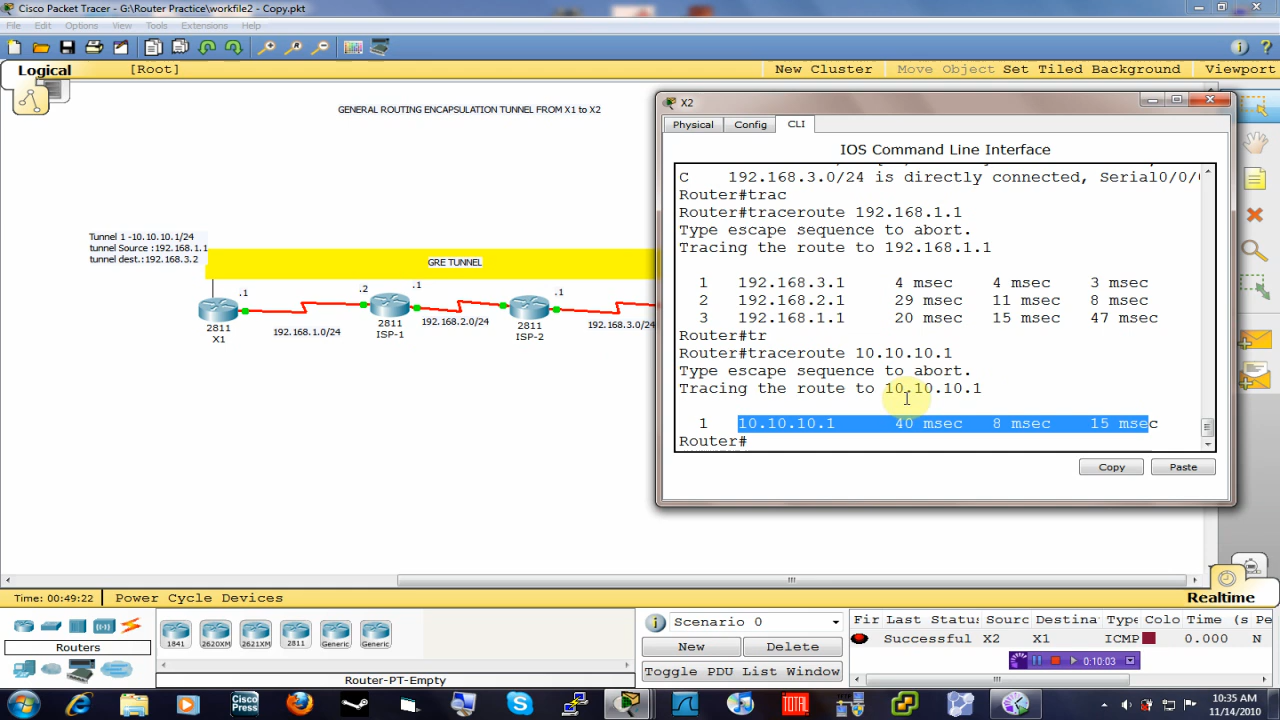 Cisco Packet Tracer - G:\Router Practice\workfile2 - Copy.pkt
File Edit Options View Tools Extensions Help
Logical [Root] New Cluster Move Object Set Tiled Background Viewport
GENERAL ROUTING ENCAPSULATION TUNNEL FROM X1 to X2
Tunnel 1 -10.10.10.1/24
tunnel Source :192.168.1.1
tunnel dest.:192.168.3.2
GRE TUNNEL
.1 .2 .1 .1
2811 X1
192.168.1.0/24
2811 ISP-1
192.168.2.0/24
2811 ISP-2
192.168.3.0/24
X2
Physical Config CLI
IOS Command Line Interface
C 192.168.3.0/24 is directly connected, Serial0/0/
Router#trac
Router#traceroute 192.168.1.1
Type escape sequence to abort.
Tracing the route to 192.168.1.1
1 192.168.3.1 4 msec 4 msec 3 msec
2 192.168.2.1 29 msec 11 msec 8 msec
3 192.168.1.1 20 msec 15 msec 47 msec
Router#tr
Router#traceroute 10.10.10.1
Type escape sequence to abort.
Tracing the route to 10.10.10.1
1 10.10.10.1 40 msec 8 msec 15 msec
Router#
Copy Paste
Time: 00:49:22 Power Cycle Devices Realtime
Routers
1841 2620XM 2621XM 2811 Generic Generic
Router-PT-Empty
Scenario 0
New Delete
Toggle PDU List Window
Fir Last Status Sourc Destina Type Colo Time (s Pe
Successful X2 X1 ICMP 0.000 N
0:10:03
Cisco Press
TOTAL
10:35 AM
11/14/2010